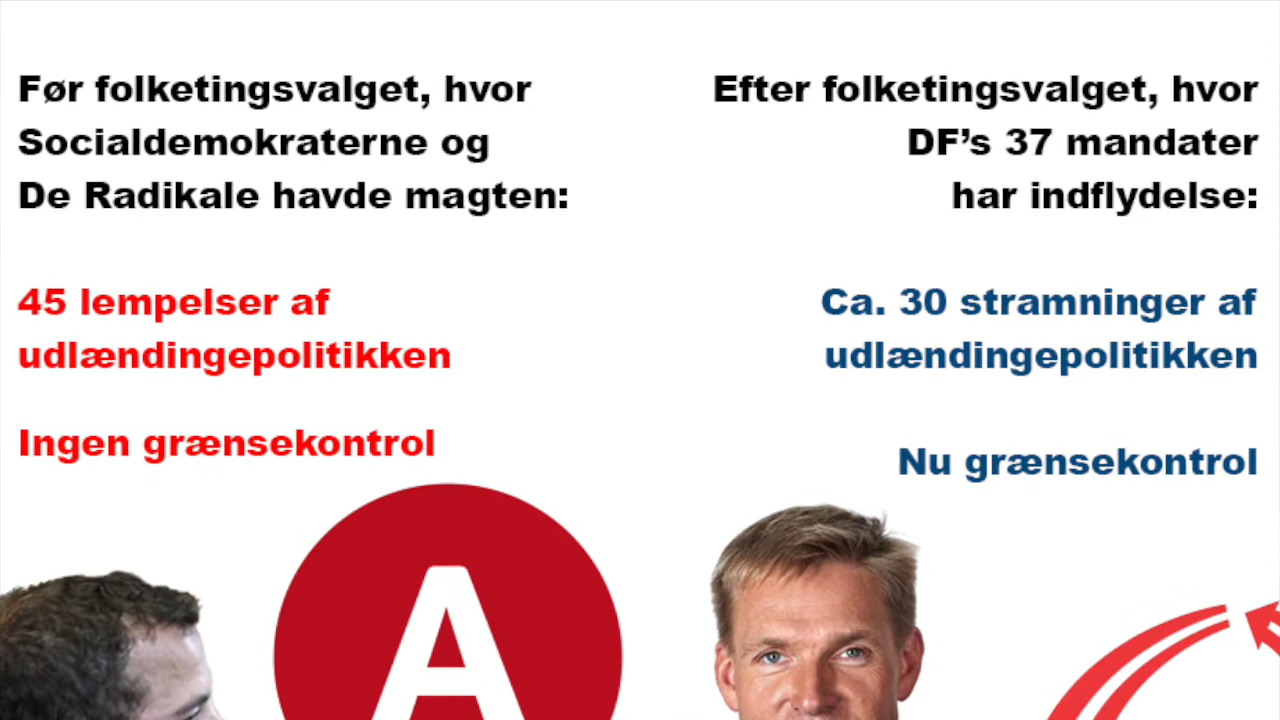 Før folketingsvalget, hvor
Socialdemokraterne og
De Radikale havde magten:
45 lempelser af
udlændingepolitikken
Ingen grænsekontrol
Efter folketingsvalget, hvor
DF's 37 mandater
har indflydelse:
Ca. 30 stramninger af
udlændingepolitikken
Nu grænsekontrol
A